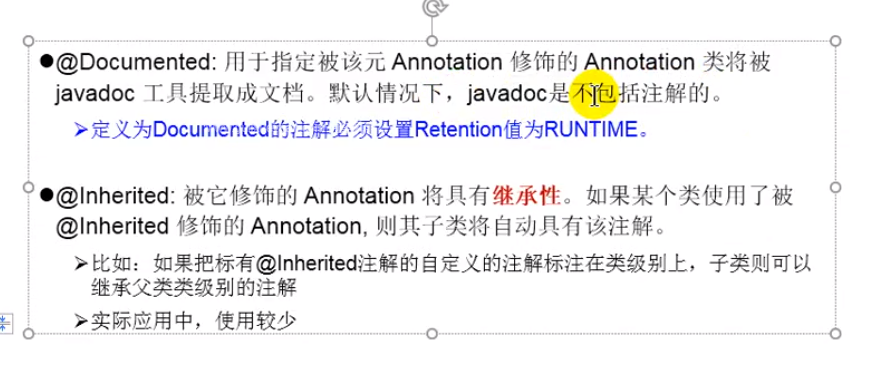 ●@Documented: 用于指定被该元 Annotation 修饰的 Annotation 类将被
javadoc 工具提取成文档。默认情况下，javadoc是不包括注解的。
➢定义为Documented的注解必须设置Retention值为RUNTIME。
●@Inherited: 被它修饰的 Annotation 将具有继承性。如果某个类使用了被
@Inherited 修饰的 Annotation, 则其子类将自动具有该注解。
➢比如：如果把标有@Inherited注解的自定义的注解标注在类级别上，子类则可以
继承父类类级别的注解
➢实际应用中，使用较少